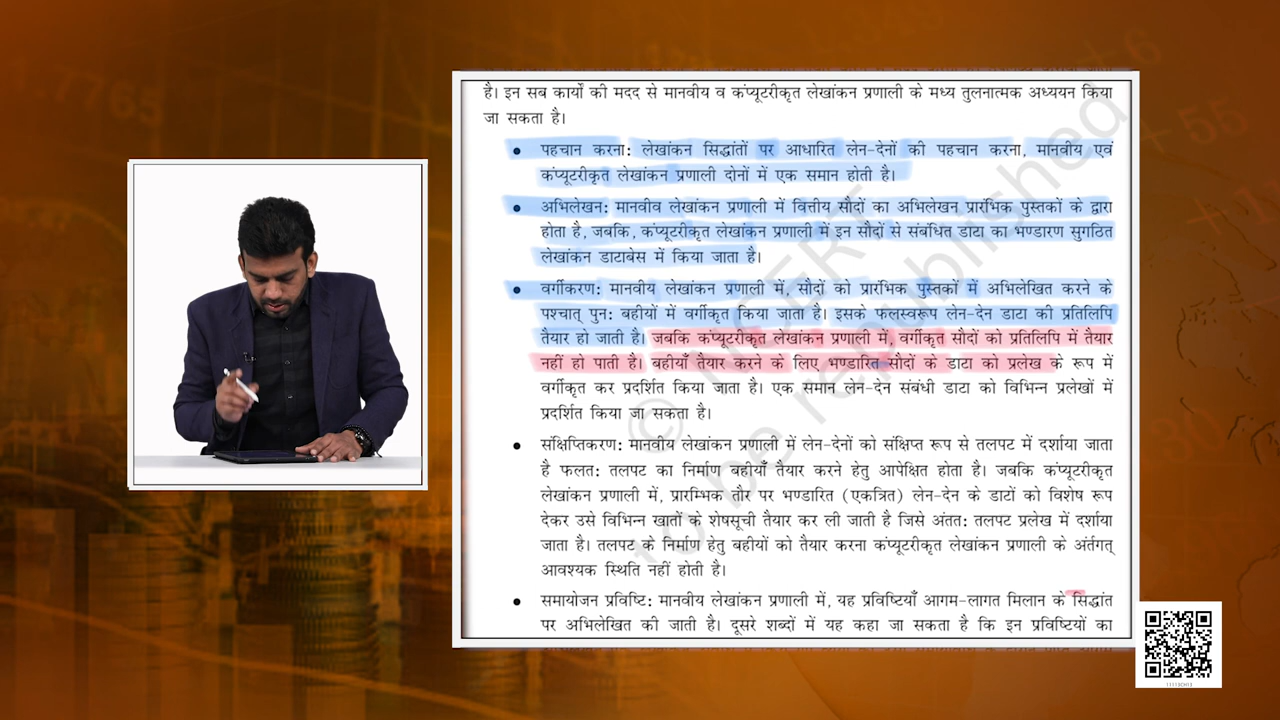 है। इन सब कार्यों की मदद से मानवीय व कंप्यूटरीकृत लेखांकन प्रणाली के मध्य तुलनात्मक अध्ययन किया
जा सकता है।
• पहचान करना: लेखांकन सिद्धांतों पर आधारित लेन-देनों की पहचान करना, मानवीय एवं
कंप्यूटरीकृत लेखांकन प्रणाली दोनों में एक समान होती है।
• अभिलेखन: मानवीव लेखांकन प्रणाली में वित्तीय सौदों का अभिलेखन प्रारंभिक पुस्तकों के द्वारा
होता है, जबकि, कंप्यूटरीकृत लेखांकन प्रणाली में इन सौदों से संबंधित डाटा का भण्डारण सुगठित
लेखांकन डाटाबेस में किया जाता है।
• वर्गीकरण: मानवीय लेखांकन प्रणाली में, सौदों को प्रारंभिक पुस्तकों में अभिलेखित करने के
पश्चात् पुन: बहीयों में वर्गीकृत किया जाता है। इसके फलस्वरूप लेन-देन डाटा की प्रतिलिपि
तैयार हो जाती है। जबकि कंप्यूटरीकृत लेखांकन प्रणाली में, वर्गीकृत सौदों को प्रतिलिपि में तैयार
नहीं हो पाती है। बहीयाँ तैयार करने के लिए भण्डारित सौदों के डाटा को प्रलेख के रूप में
वर्गीकृत कर प्रदर्शित किया जाता है। एक समान लेन-देन संबंधी डाटा को विभिन्न प्रलेखों में
प्रदर्शित किया जा सकता है।
• संक्षिप्तिकरण: मानवीय लेखांकन प्रणाली में लेन-देनों को संक्षिप्त रूप से तलपट में दर्शाया जाता
है फलत: तलपट का निर्माण बहीयाँ तैयार करने हेतु आपेक्षित होता है। जबकि कंप्यूटरीकृत
लेखांकन प्रणाली में, प्रारम्भिक तौर पर भण्डारित (एकत्रित) लेन-देन के डाटों को विशेष रूप
देकर उसे विभिन्न खातों के शेषसूची तैयार कर ली जाती है जिसे अंतत: तलपट प्रलेख में दर्शाया
जाता है। तलपट के निर्माण हेतु बहीयों को तैयार करना कंप्यूटरीकृत लेखांकन प्रणाली के अंर्तगत्
आवश्यक स्थिति नहीं होती है।
• समायोजन प्रविष्टि: मानवीय लेखांकन प्रणाली में, यह प्रविष्टियाँ आगम-लागत मिलान के सिद्धांत
पर अभिलेखित की जाती है। दूसरे शब्दों में यह कहा जा सकता है कि इन प्रविष्टियों का
© NCERT
to be republished